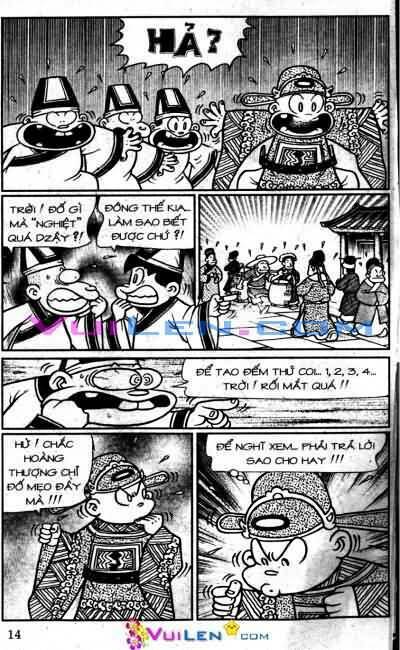 HẢ?
TRỜI! ĐỐ GÌ
MÀ "NGHIỆT"
QUÁ DZẬY?!
ĐÔNG THẾ KIA..
LÀM SAO BIẾT
ĐƯỢC CHỨ?!
VUILEN.COM
ĐỂ TAO ĐẾM THỬ COI... 1, 2, 3, 4...
TRỜI! RỐI MẮT QUÁ!!
HỪ! CHẮC
HOÀNG
THƯỢNG CHỈ
ĐỐ MẸO ĐÂY
MÀ!!!
ĐỂ NGHĨ XEM.. PHẢI TRẢ LỜI
SAO CHO HAY!!!
14
VUILEN.COM